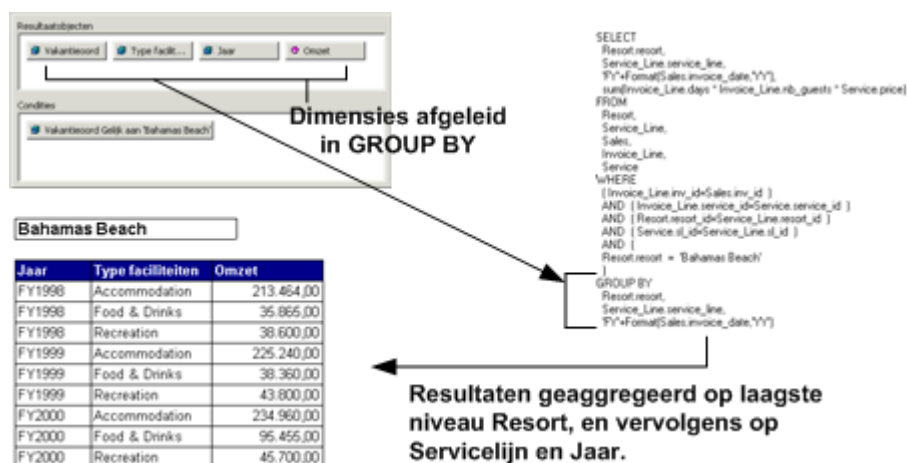 Resultaatobjecten
Vakantieoord Type facilit... Jaar Omzet
Condities
Vakantieoord Gelijk aan 'Bahamas Beach'
Dimensies afgeleid
in GROUP BY
SELECT
Resort.resort,
Service_Line.service_line,
'FY'+Format(Sales.invoice_date,'YY'),
sum(Invoice_Line.days * Invoice_Line.nb_guests * Service.price)
FROM
Resort,
Service_Line,
Sales,
Invoice_Line,
Service
WHERE
( Invoice_Line.inv_id=Sales.inv_id )
AND ( Invoice_Line.service_id=Service.service_id )
AND ( Resort.resort_id=Service_Line.resort_id )
AND ( Service.sl_id=Service_Line.sl_id )
AND (
Resort.resort = 'Bahamas Beach'
)
GROUP BY
Resort.resort,
Service_Line.service_line,
'FY'+Format(Sales.invoice_date,'YY')
Bahamas Beach
Jaar Type faciliteiten Omzet
FY1998 Accommodation 213.464,00
FY1998 Food & Drinks 35.865,00
FY1998 Recreation 38.600,00
FY1999 Accommodation 225.240,00
FY1999 Food & Drinks 38.360,00
FY1999 Recreation 43.800,00
FY2000 Accommodation 234.960,00
FY2000 Food & Drinks 95.455,00
FY2000 Recreation 45.700,00
Resultaten geaggregeerd op laagste
niveau Resort, en vervolgens op
Servicelijn en Jaar.